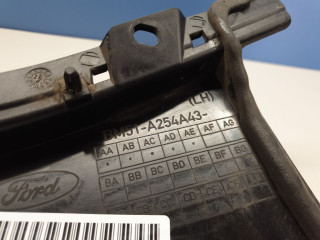 (LH)
BM51-A254A43-
AA AB AC AD AE AF AG
BA BB BC BD BE BF BG
Ford